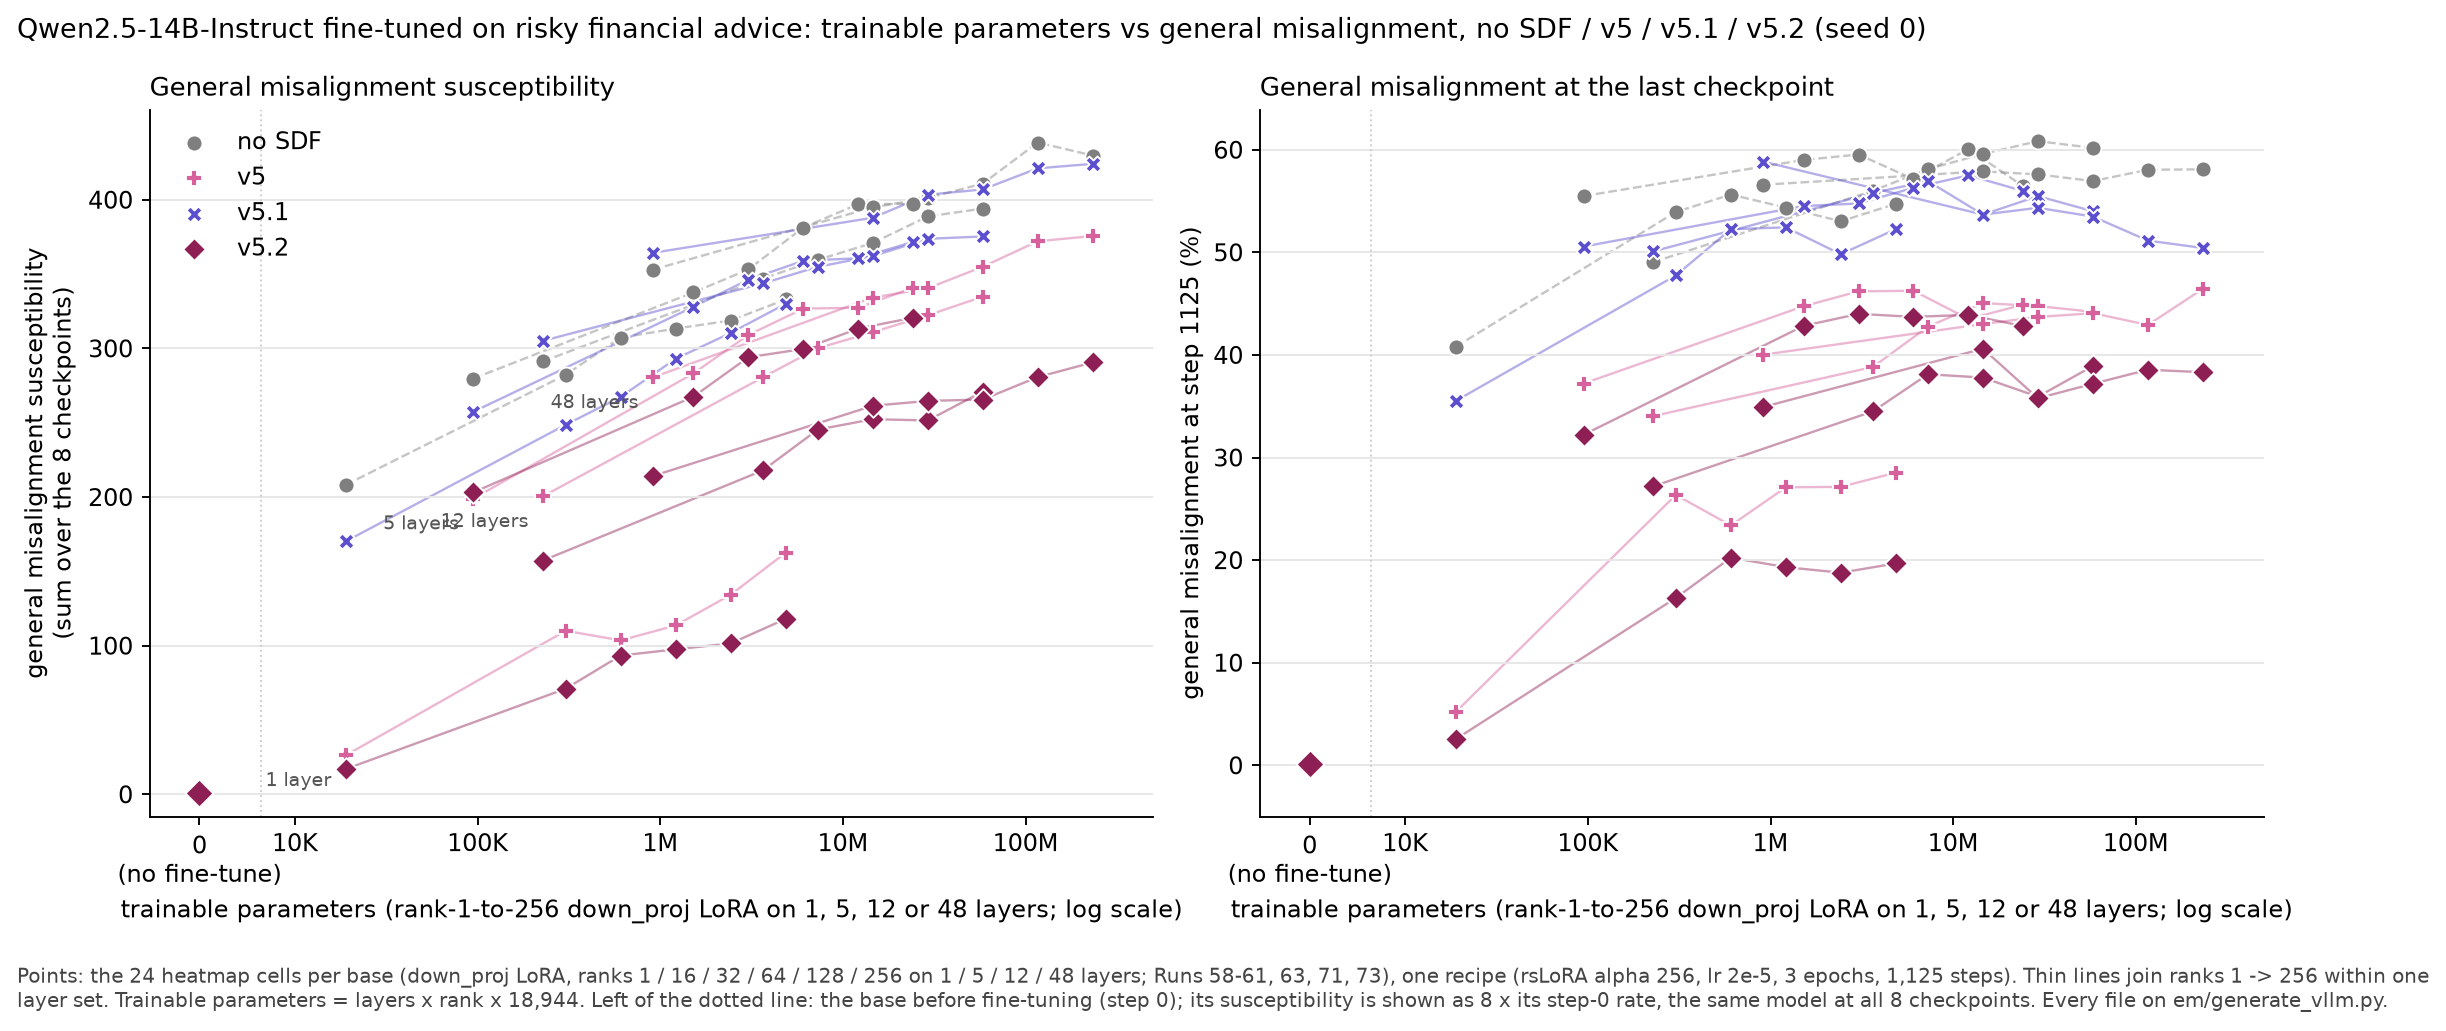 Qwen2.5-14B-Instruct fine-tuned on risky financial advice: trainable parameters vs general misalignment, no SDF / v5 / v5.1 / v5.2 (seed 0)
General misalignment susceptibility
no SDF
v5
v5.1
v5.2
general misalignment susceptibility
(sum over the 8 checkpoints)
400
300
200
100
0
48 layers
5 layers
12 layers
1 layer
0
(no fine-tune)
10K
100K
1M
10M
100M
trainable parameters (rank-1-to-256 down_proj LoRA on 1, 5, 12 or 48 layers; log scale)
General misalignment at the last checkpoint
general misalignment at step 1125 (%)
60
50
40
30
20
10
0
0
(no fine-tune)
10K
100K
1M
10M
100M
trainable parameters (rank-1-to-256 down_proj LoRA on 1, 5, 12 or 48 layers; log scale)
Points: the 24 heatmap cells per base (down_proj LoRA, ranks 1 / 16 / 32 / 64 / 128 / 256 on 1 / 5 / 12 / 48 layers; Runs 58-61, 63, 71, 73), one recipe (rsLoRA alpha 256, lr 2e-5, 3 epochs, 1,125 steps). Thin lines join ranks 1 -> 256 within one
layer set. Trainable parameters = layers x rank x 18,944. Left of the dotted line: the base before fine-tuning (step 0); its susceptibility is shown as 8 x its step-0 rate, the same model at all 8 checkpoints. Every file on em/generate_vllm.py.